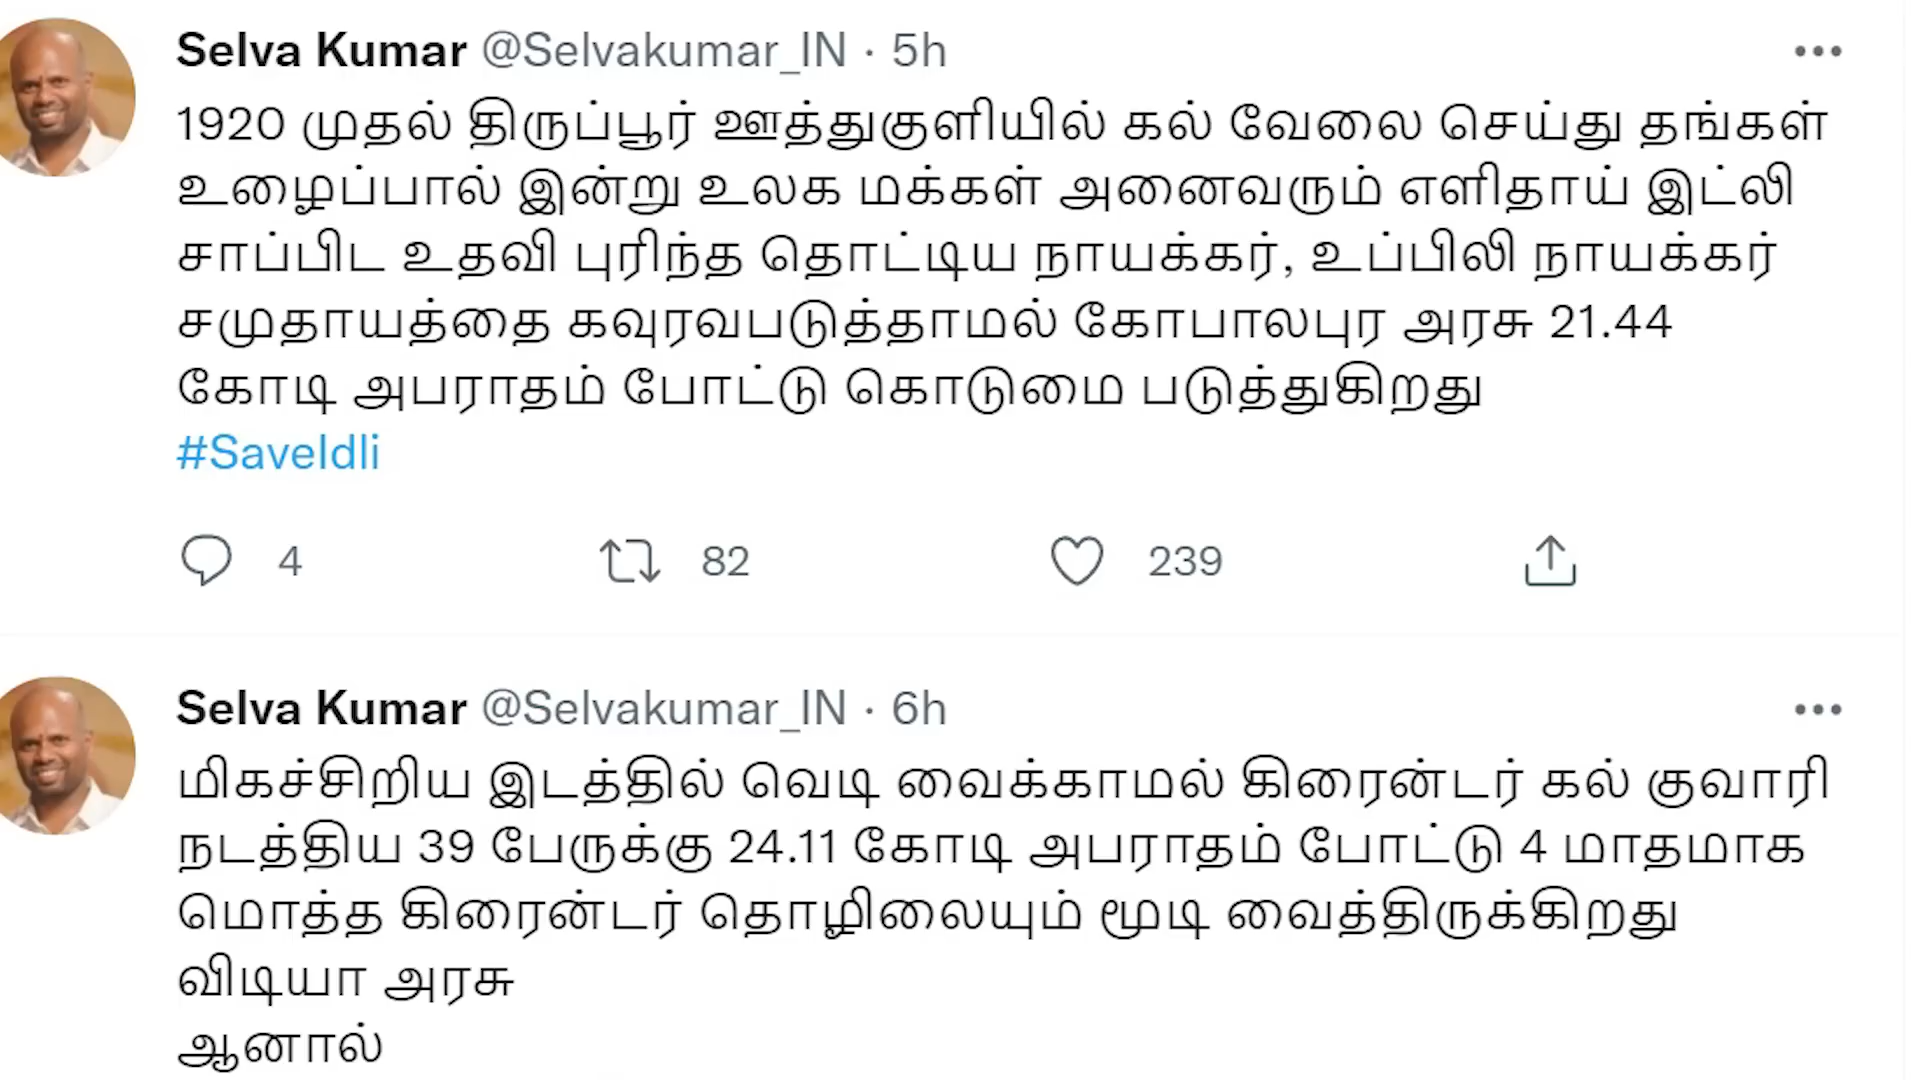 Selva Kumar @Selvakumar_IN · 5h
1920 முதல் திருப்பூர் ஊத்துகுளியில் கல் வேலை செய்து தங்கள்
உழைப்பால் இன்று உலக மக்கள் அனைவரும் எளிதாய் இட்லி
சாப்பிட உதவி புரிந்த தொட்டிய நாயக்கர், உப்பிலி நாயக்கர்
சமுதாயத்தை கவுரவபடுத்தாமல் கோபாலபுர அரசு 21.44
கோடி அபராதம் போட்டு கொடுமை படுத்துகிறது
#SaveIdli
4 82 239
Selva Kumar @Selvakumar_IN · 6h
மிகச்சிறிய இடத்தில் வெடி வைக்காமல் கிரைன்டர் கல் குவாரி
நடத்திய 39 பேருக்கு 24.11 கோடி அபராதம் போட்டு 4 மாதமாக
மொத்த கிரைன்டர் தொழிலையும் மூடி வைத்திருக்கிறது
விடியா அரசு
ஆனால்